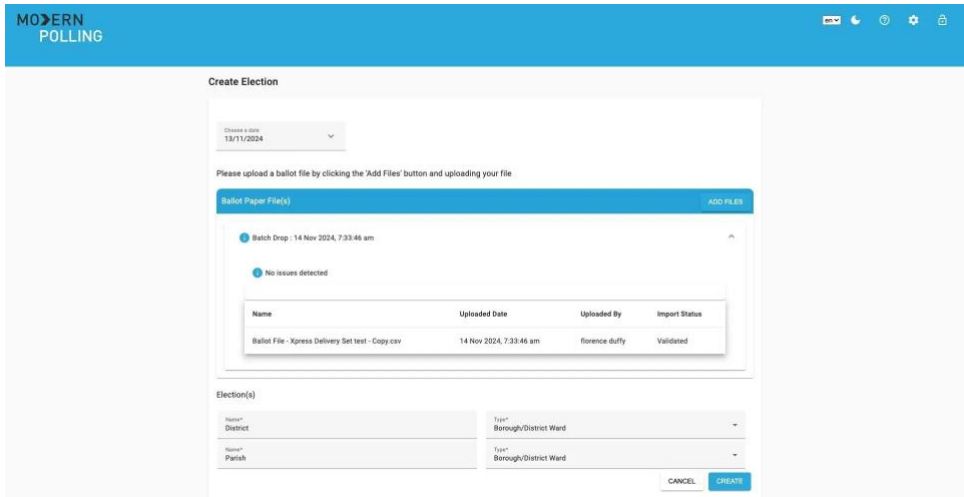 MODERN
POLLING
en
Create Election
Choose a date
13/11/2024
Please upload a ballot file by clicking the 'Add Files' button and uploading your file
Ballot Paper File(s) ADD FILES
Batch Drop : 14 Nov 2024, 7:33:46 am
No issues detected
Name Uploaded Date Uploaded By Import Status
Ballot File - Xpress Delivery Set test - Copy.csv 14 Nov 2024, 7:33:46 am florence duffy Validated
Election(s)
Name* Type*
District Borough/District Ward
Name* Type*
Parish Borough/District Ward
CANCEL CREATE